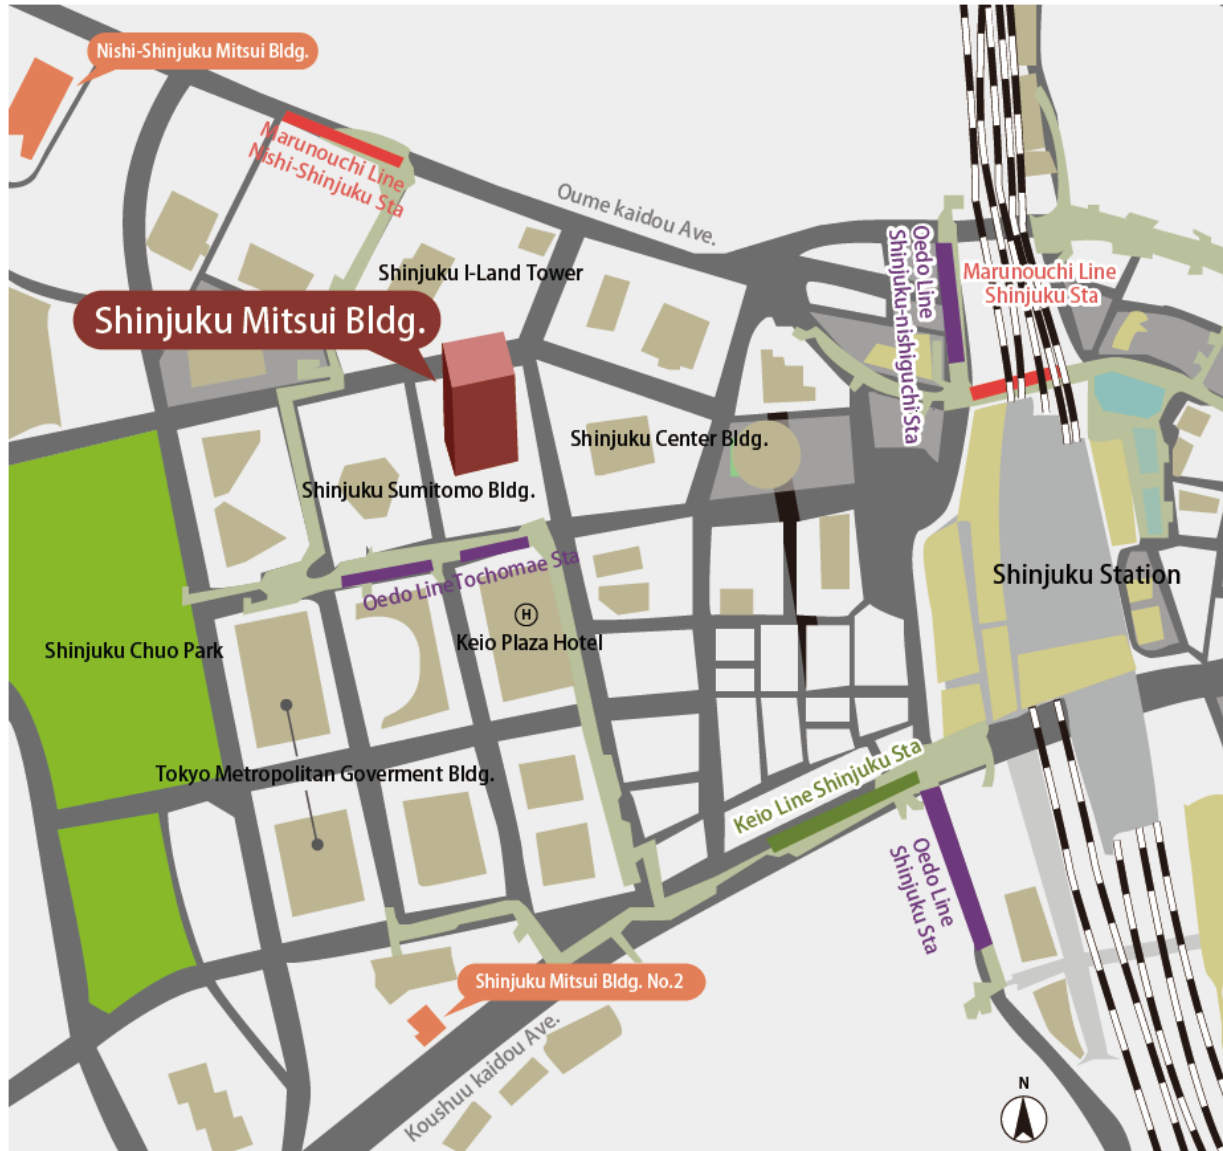 Nishi-Shinjuku Mitsui Bldg.
Marunouchi Line
Nishi-Shinjuku Sta
Oume kaidou Ave.
Shinjuku I-Land Tower
Oedo Line
Shinjuku-nishiguchi Sta
Marunouchi Line
Shinjuku Sta
Shinjuku Mitsui Bldg.
Shinjuku Center Bldg.
Shinjuku Sumitomo Bldg.
Oedo Line Tochomae Sta
Shinjuku Station
H
Keio Plaza Hotel
Shinjuku Chuo Park
Tokyo Metropolitan Goverment Bldg.
Keio Line Shinjuku Sta
Oedo Line
Shinjuku Sta
Shinjuku Mitsui Bldg. No.2
Koushuu kaidou Ave.
N